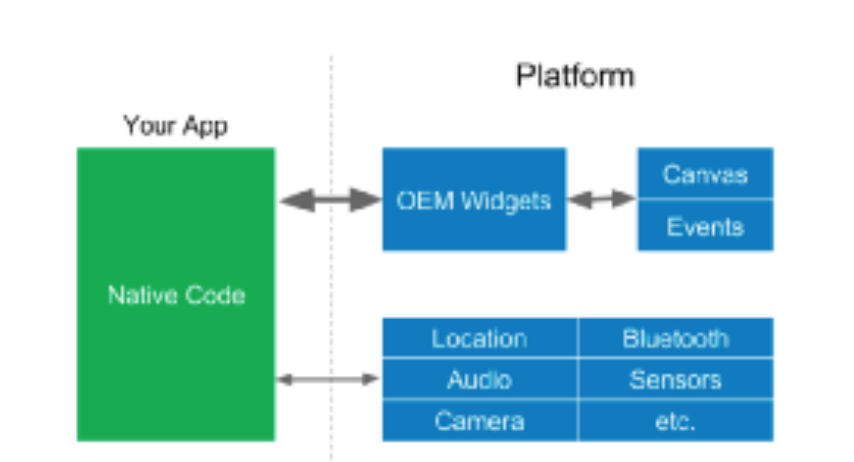 Platform
Your App
Native Code
OEM Widgets
Canvas
Events
Location
Bluetooth
Audio
Sensors
Camera
etc.